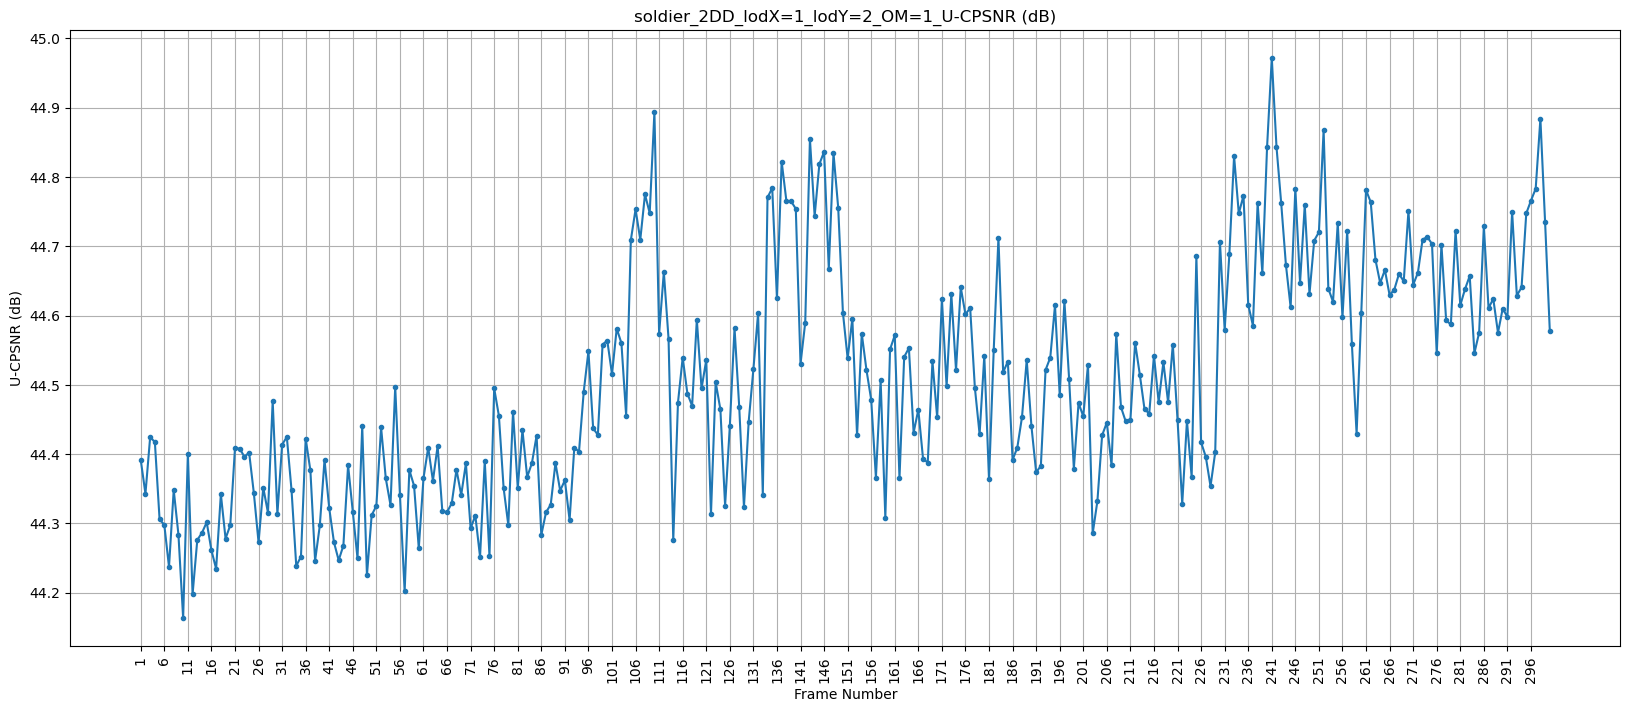 soldier_2DD_lodX=1_lodY=2_OM=1_U-CPSNR (dB)
45.0
44.9
44.8
44.7
44.6
44.5
44.4
44.3
44.2
U-CPSNR (dB)
1 6 11 16 21 26 31 36 41 46 51 56 61 66 71 76 81 86 91 96 101 106 111 116 121 126 131 136 141 146 151 156 161 166 171 176 181 186 191 196 201 206 211 216 221 226 231 236 241 246 251 256 261 266 271 276 281 286 291 296
Frame Number